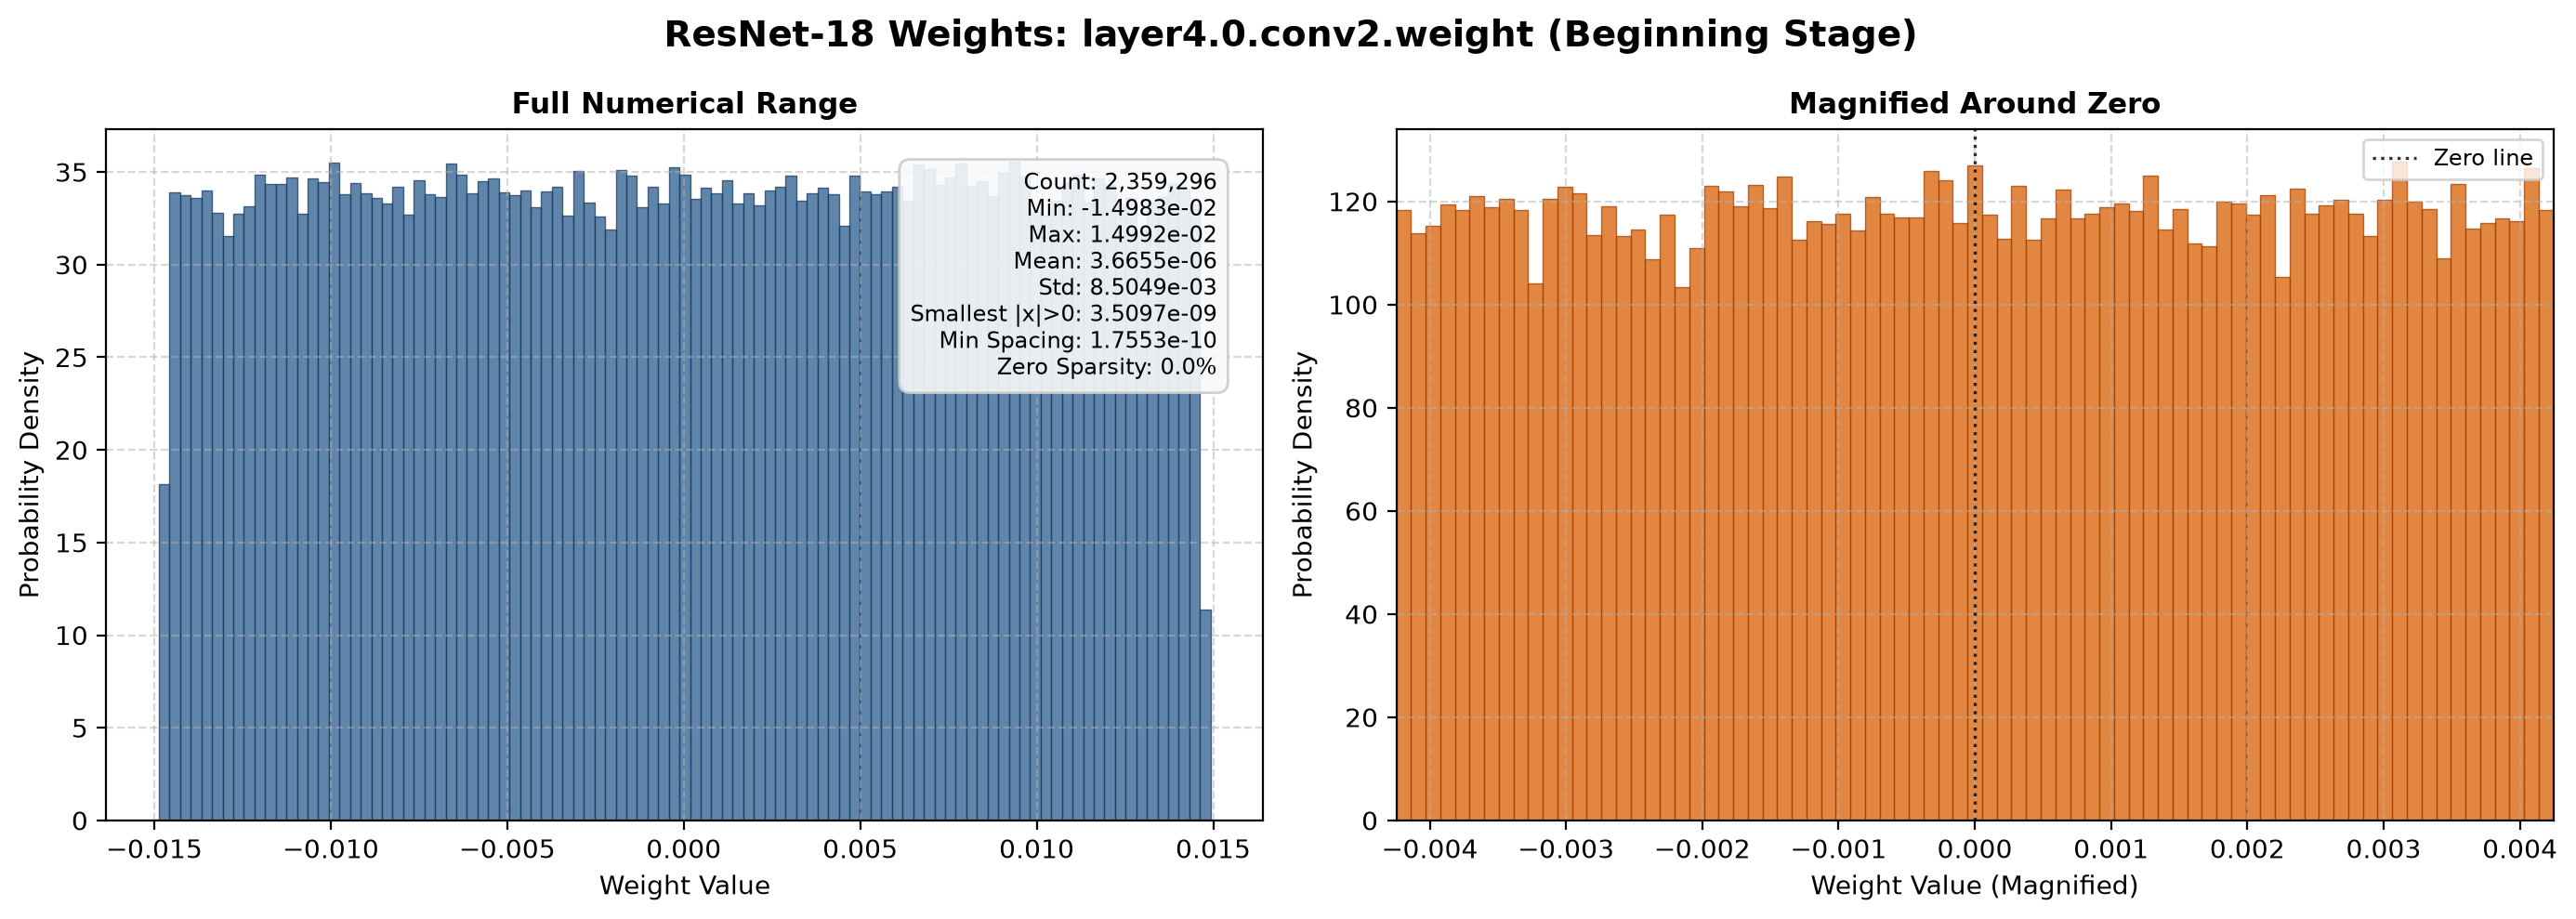 ResNet-18 Weights: layer4.0.conv2.weight (Beginning Stage)
Full Numerical Range
Probability Density
35
30
25
20
15
10
5
0
−0.015 −0.010 −0.005 0.000 0.005 0.010 0.015
Weight Value
Count: 2,359,296
Min: -1.4983e-02
Max: 1.4992e-02
Mean: 3.6655e-06
Std: 8.5049e-03
Smallest |x|>0: 3.5097e-09
Min Spacing: 1.7553e-10
Zero Sparsity: 0.0%
Magnified Around Zero
Probability Density
120
100
80
60
40
20
0
−0.004 −0.003 −0.002 −0.001 0.000 0.001 0.002 0.003 0.004
Weight Value (Magnified)
Zero line